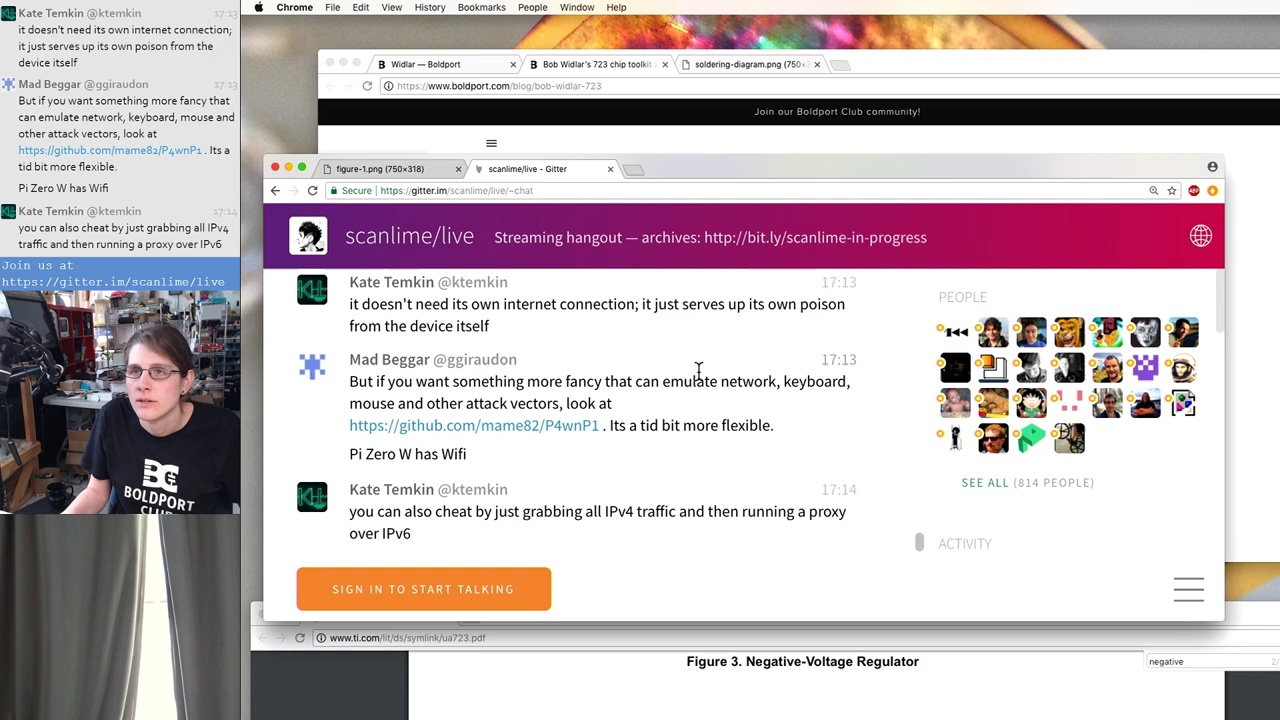 Kate Temkin @ktemkin 17:13
it doesn't need its own internet connection;
it just serves up its own poison from the
device itself
Mad Beggar @ggiraudon 17:13
But if you want something more fancy that
can emulate network, keyboard, mouse and
other attack vectors, look at
https://github.com/mame82/P4wnP1 . Its a
tid bit more flexible.
Pi Zero W has Wifi
Kate Temkin @ktemkin 17:14
you can also cheat by just grabbing all IPv4
traffic and then running a proxy over IPv6
Join us at
https://gitter.im/scanlime/live
BOLDPORT
CLUB
Chrome File Edit View History Bookmarks People Window Help
Widlar — Boldport
Bob Widlar's 723 chip toolkit
soldering-diagram.png (750×
https://www.boldport.com/blog/bob-widlar-723
Join our Boldport Club community!
figure-1.png (750×318)
scanlime/live - Gitter
Secure https://gitter.im/scanlime/live/~chat
ABP
scanlime/live Streaming hangout — archives: http://bit.ly/scanlime-in-progress
Kate Temkin @ktemkin 17:13
it doesn't need its own internet connection; it just serves up its own poison
from the device itself
Mad Beggar @ggiraudon 17:13
But if you want something more fancy that can emulate network, keyboard,
mouse and other attack vectors, look at
https://github.com/mame82/P4wnP1 . Its a tid bit more flexible.
Pi Zero W has Wifi
Kate Temkin @ktemkin 17:14
you can also cheat by just grabbing all IPv4 traffic and then running a proxy
over IPv6
SIGN IN TO START TALKING
PEOPLE
SEE ALL (814 PEOPLE)
ACTIVITY
www.ti.com/lit/ds/symlink/ua723.pdf
Figure 3. Negative-Voltage Regulator
negative